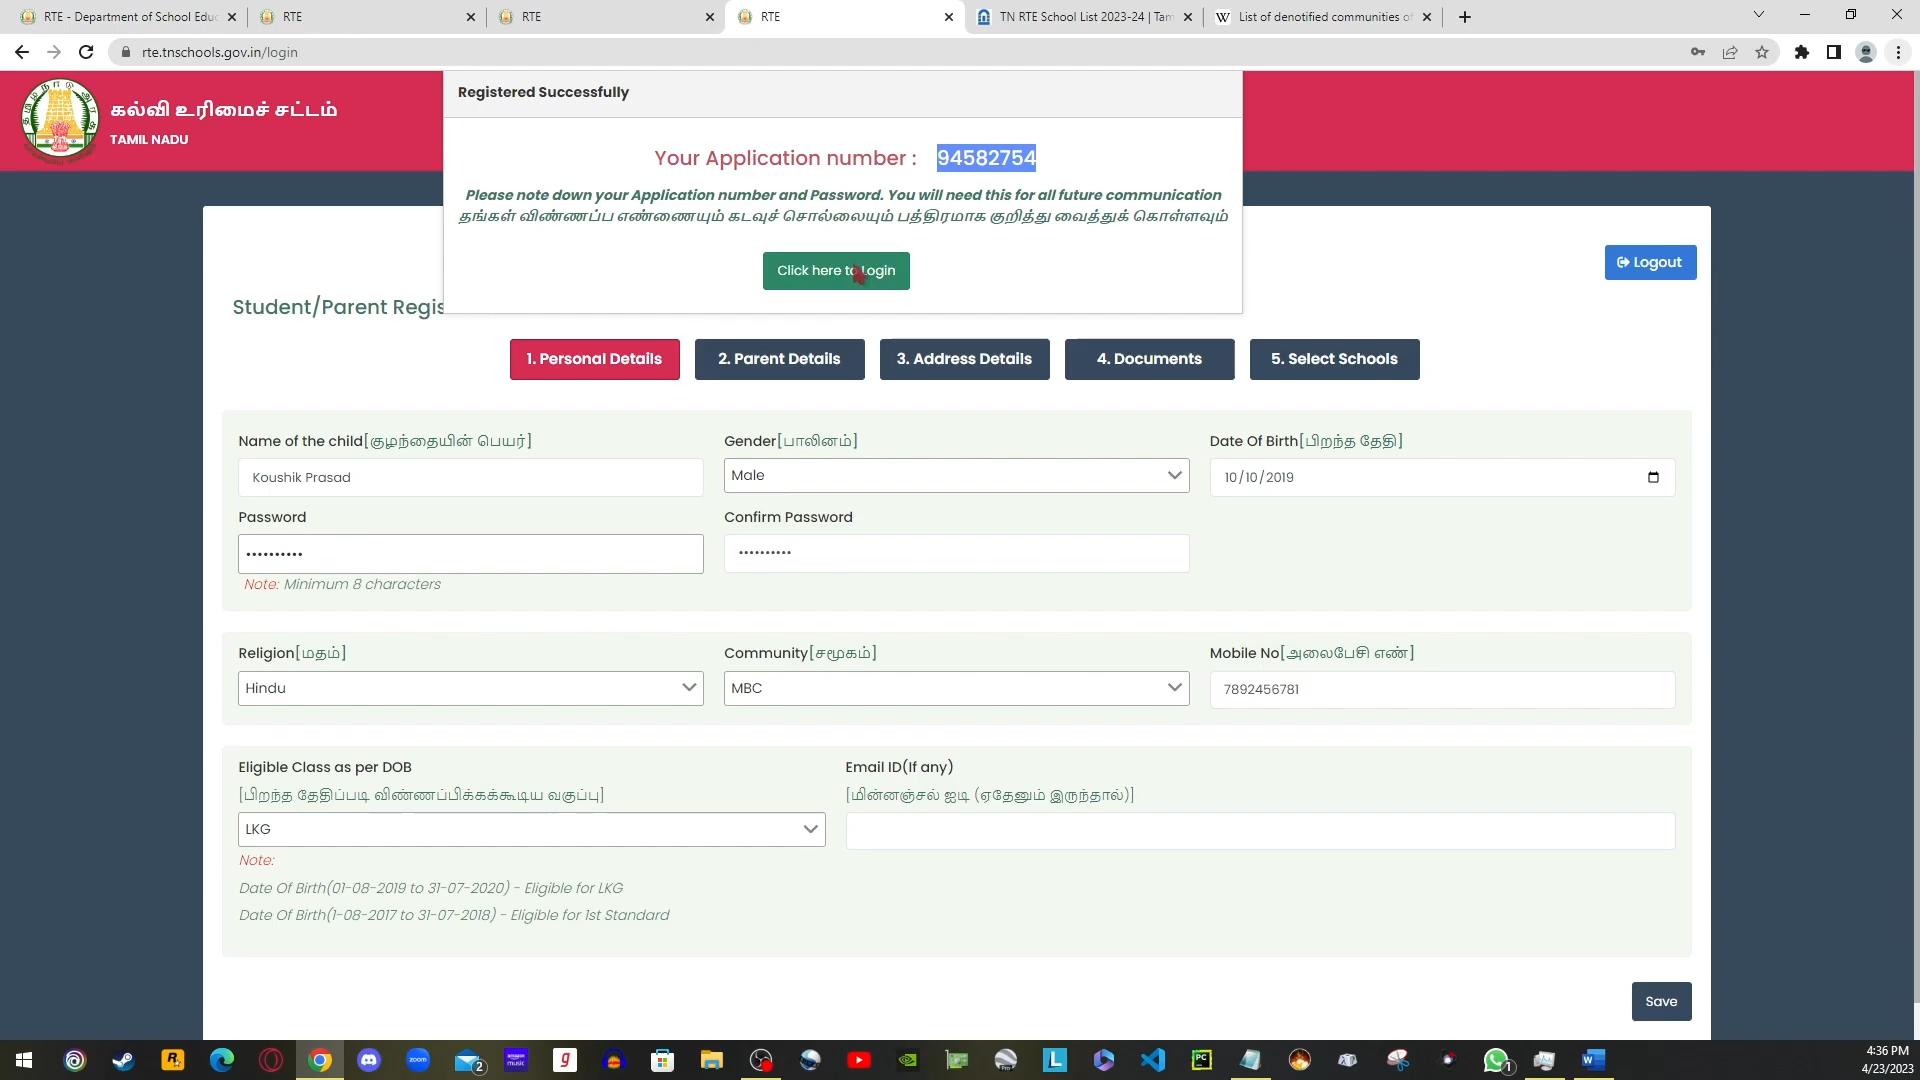 RTE - Department of School Educ
RTE
RTE
RTE
TN RTE School List 2023-24 | Tam
List of denotified communities of
rte.tnschools.gov.in/login
கல்வி உரிமைச் சட்டம்
TAMIL NADU
Registered Successfully
Your Application number : 94582754
Please note down your Application number and Password. You will need this for all future communication
தங்கள் விண்ணப்ப எண்ணையும் கடவுச் சொல்லையும் பத்திரமாக குறித்து வைத்துக் கொள்ளவும்
Click here to Login
Logout
Student/Parent Regis
1. Personal Details
2. Parent Details
3. Address Details
4. Documents
5. Select Schools
Name of the child[குழந்தையின் பெயர்]
Gender[பாலினம்]
Date Of Birth[பிறந்த தேதி]
Koushik Prasad
Male
10/10/2019
Password
Confirm Password
Note: Minimum 8 characters
Religion[மதம்]
Community[சமூகம்]
Mobile No[அலைபேசி எண்]
Hindu
MBC
7892456781
Eligible Class as per DOB
Email ID(If any)
[பிறந்த தேதிப்படி விண்ணப்பிக்கக்கூடிய வகுப்பு]
[மின்னஞ்சல் ஐடி (ஏதேனும் இருந்தால்)]
LKG
Note:
Date Of Birth(01-08-2019 to 31-07-2020) - Eligible for LKG
Date Of Birth(1-08-2017 to 31-07-2018) - Eligible for 1st Standard
Save
4:36 PM
4/23/2023